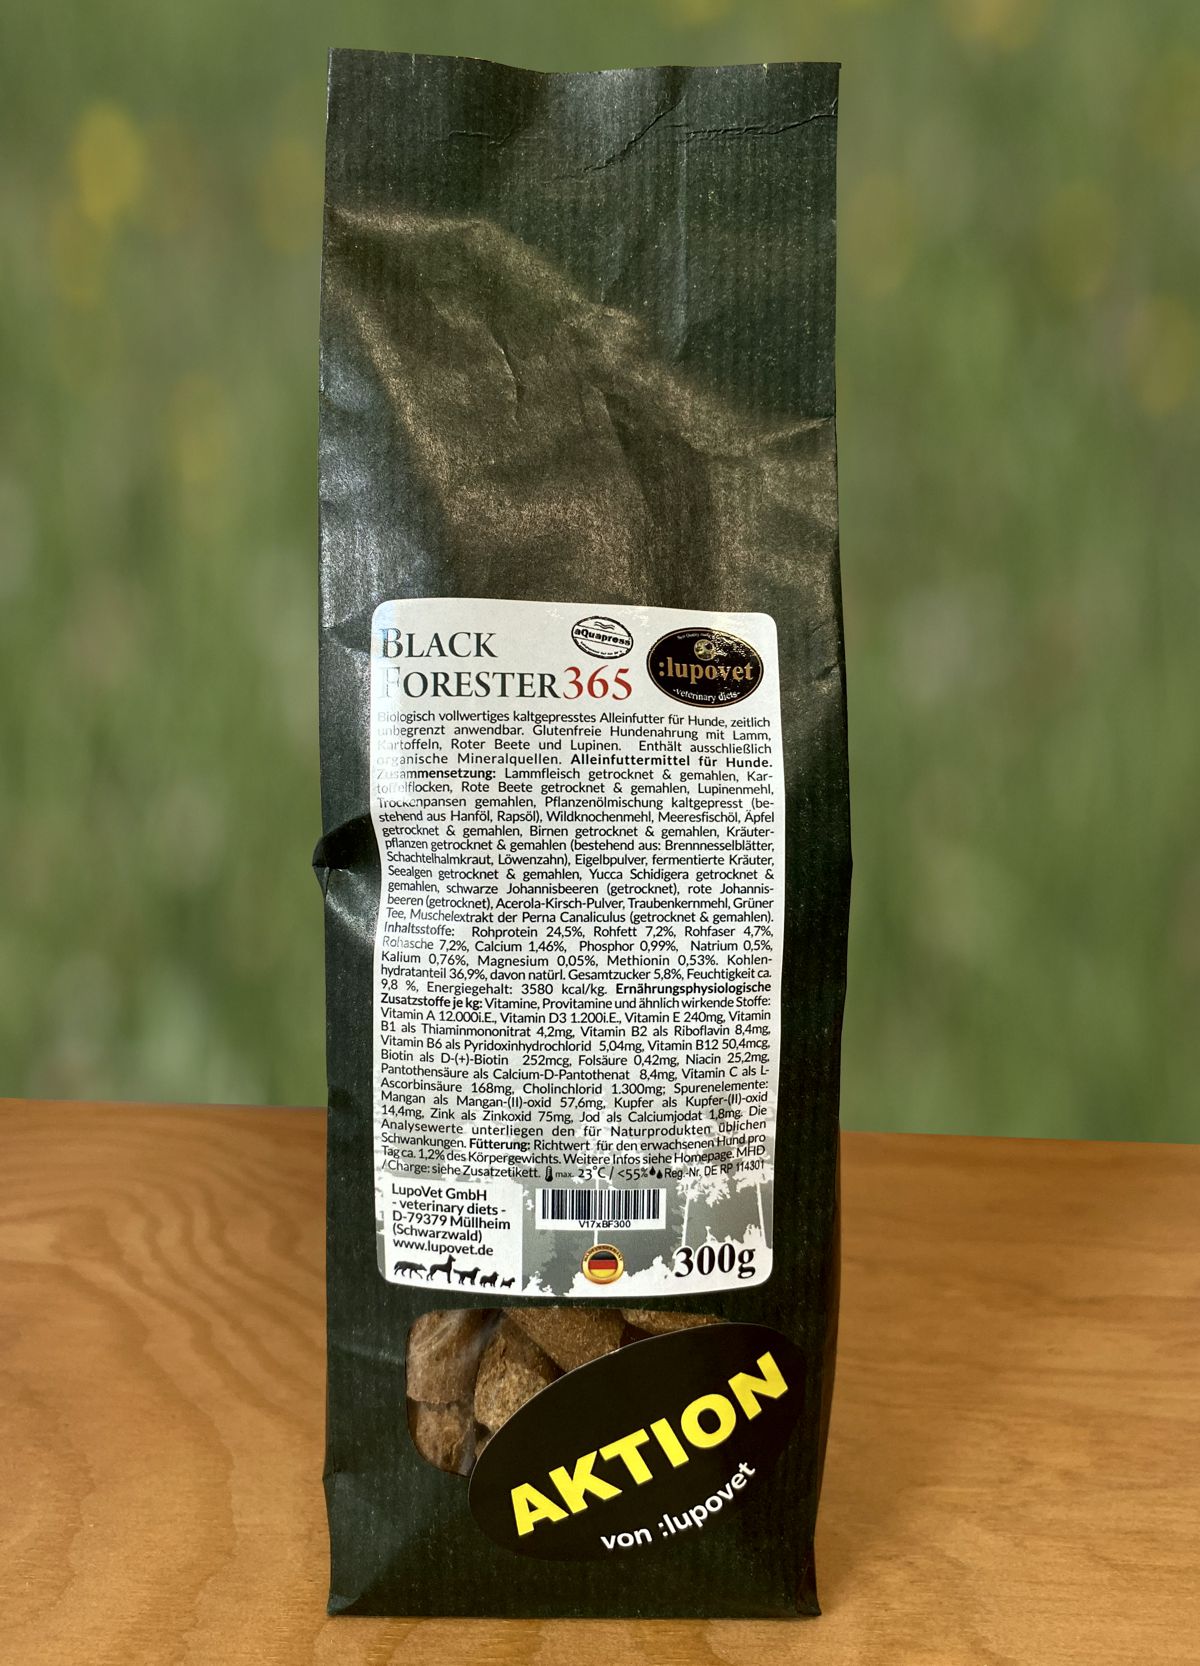 BLACK
FORESTER365
aQuapress
:lupovet
-veterinary diets-
Biologisch vollwertiges kaltgepresstes Alleinfutter für Hunde, zeitlich
unbegrenzt anwendbar. Glutenfreie Hundenahrung mit Lamm,
Kartoffeln, Roter Beete und Lupinen. Enthält ausschließlich
organische Mineralquellen. Alleinfuttermittel für Hunde.
Zusammensetzung: Lammfleisch getrocknet & gemahlen, Kar-
toffelflocken, Rote Beete getrocknet & gemahlen, Lupinenmehl,
Trockenpansen gemahlen, Pflanzenölmischung kaltgepresst (be-
stehend aus Hanföl, Rapsöl), Wildknochenmehl, Meeresfischöl, Äpfel
getrocknet & gemahlen, Birnen getrocknet & gemahlen, Kräuter-
pflanzen getrocknet & gemahlen (bestehend aus: Brennnesselblätter,
Schachtelhalmkraut, Löwenzahn), Eigelbpulver, fermentierte Kräuter,
Seealgen getrocknet & gemahlen, Yucca Schidigera getrocknet &
gemahlen, schwarze Johannisbeeren (getrocknet), rote Johannis-
beeren (getrocknet), Acerola-Kirsch-Pulver, Traubenkernmehl, Grüner
Tee, Muschelextrakt der Perna Canaliculus (getrocknet & gemahlen).
Inhaltsstoffe: Rohprotein 24,5%, Rohfett 7,2%, Rohfaser 4,7%,
Rohasche 7,2%, Calcium 1,46%, Phosphor 0,99%, Natrium 0,5%,
Kalium 0,76%, Magnesium 0,05%, Methionin 0,53%. Kohlen-
hydratanteil 36,9%, davon natürl. Gesamtzucker 5,8%, Feuchtigkeit ca.
9,8 %, Energiegehalt: 3580 kcal/kg. Ernährungsphysiologische
Zusatzstoffe je kg: Vitamine, Provitamine und ähnlich wirkende Stoffe:
Vitamin A 12.000i.E., Vitamin D3 1.200i.E., Vitamin E 240mg, Vitamin
B1 als Thiaminmononitrat 4,2mg, Vitamin B2 als Riboflavin 8,4mg,
Vitamin B6 als Pyridoxinhydrochlorid 5,04mg, Vitamin B12 50,4mcg,
Biotin als D-(+)-Biotin 252mcg, Folsäure 0,42mg, Niacin 25,2mg,
Pantothensäure als Calcium-D-Pantothenat 8,4mg, Vitamin C als L-
Ascorbinsäure 168mg, Cholinchlorid 1.300mg; Spurenelemente:
Mangan als Mangan-(II)-oxid 57,6mg, Kupfer als Kupfer-(II)-oxid
14,4mg, Zink als Zinkoxid 75mg, Jod als Calciumjodat 1,8mg. Die
Analysewerte unterliegen den für Naturprodukten üblichen
Schwankungen. Fütterung: Richtwert für den erwachsenen Hund pro
Tag ca. 1,2% des Körpergewichts. Weitere Infos siehe Homepage. MHD
/ Charge: siehe Zusatzetikett. max. 23°C / <55% Reg.-Nr. DE RP 114301
LupoVet GmbH
- veterinary diets -
D-79379 Müllheim
(Schwarzwald)
www.lupovet.de
V17xBF300
300g
AKTION
von :lupovet